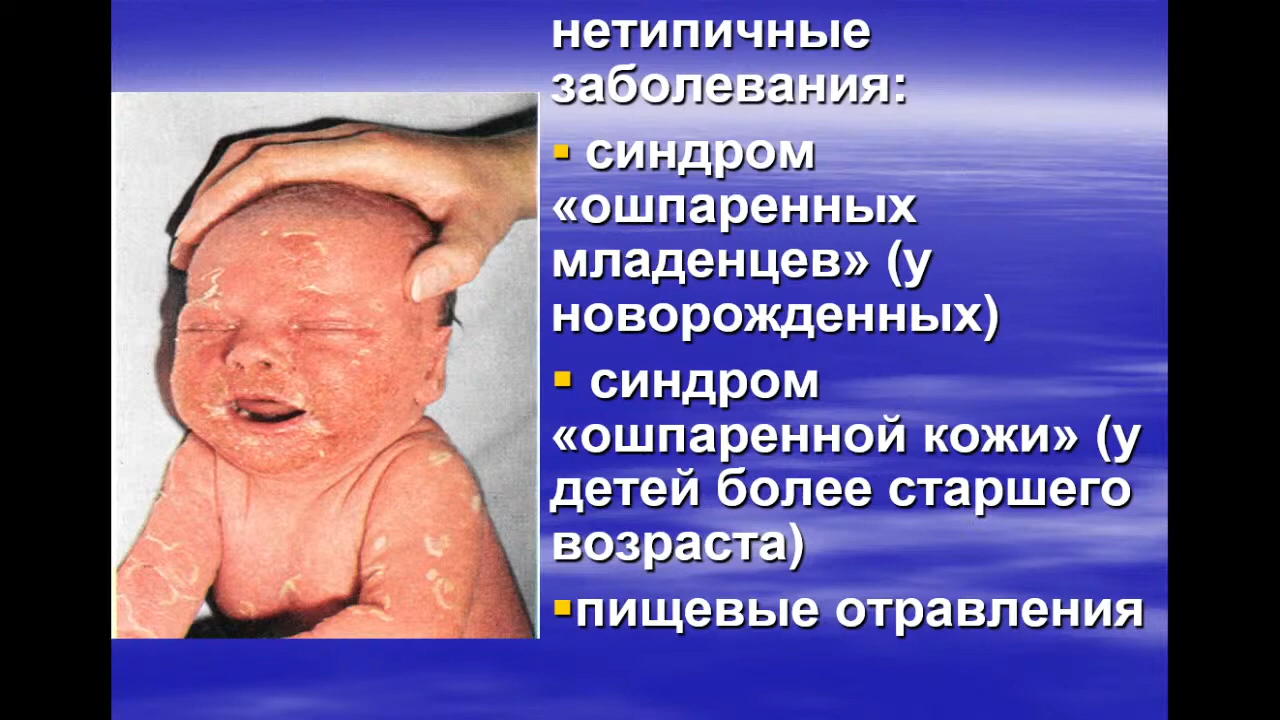 нетипичные
заболевания:
▪ синдром
«ошпаренных
младенцев» (у
новорожденных)
▪ синдром
«ошпаренной кожи» (у
детей более старшего
возраста)
▪пищевые отравления